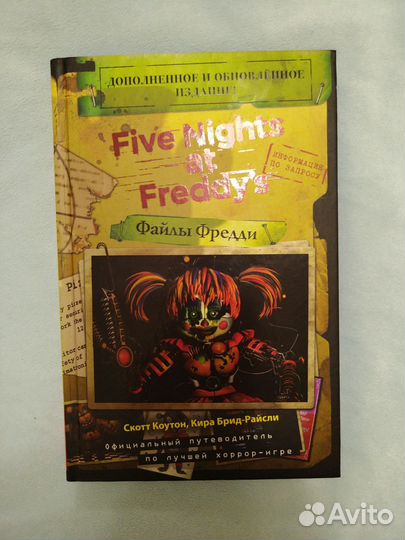 ДОПОЛНЕННОЕ И ОБНОВЛЁННОЕ
ИЗДАНИЕ!
Five Nights
at
Freddy's
ИНФОРМАЦИЯ
ПО ЗАПРОСУ
Файлы Фредди
Скотт Коутон, Кира Брид-Райсли
Официальный путеводитель
по лучшей хоррор-игре
Avito